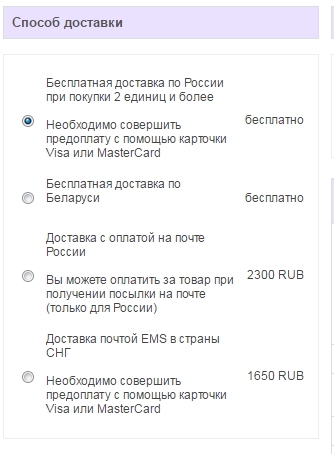 Способ доставки
Бесплатная доставка по России
при покупки 2 единиц и более
Необходимо совершить
предоплату с помощью карточки
Visa или MasterCard
бесплатно
Бесплатная доставка по
Беларуси
бесплатно
Доставка с оплатой на почте
России
Вы можете оплатить за товар при
получении посылки на почте
(только для России)
2300 RUB
Доставка почтой EMS в страны
СНГ
Необходимо совершить
предоплату с помощью карточки
Visa или MasterCard
1650 RUB